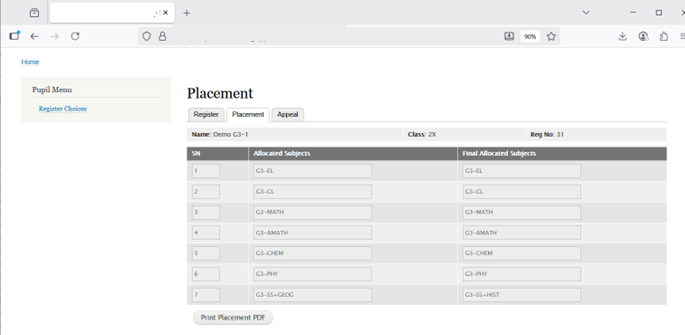 90%
Home
Pupil Menu
Register Choices
Placement
Register Placement Appeal
Name: Demo G3-1 Class: 2X Reg No: 31
SN Allocated Subjects Final Allocated Subjects
1 G3-EL G3-EL
2 G3-CL G3-CL
3 G3-MATH G3-MATH
4 G3-AMATH G3-AMATH
5 G3-CHEM G3-CHEM
6 G3-PHY G3-PHY
7 G3-SS+GEOG G3-SS+HIST
Print Placement PDF